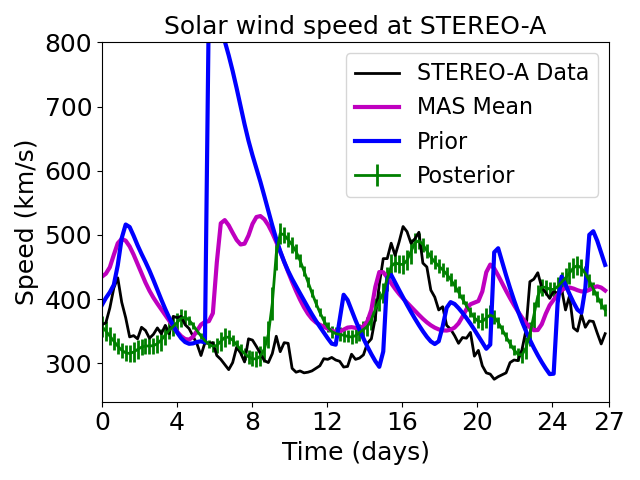 Solar wind speed at STEREO-A
800
700
600
500
400
300
Speed (km/s)
STEREO-A Data
MAS Mean
Prior
Posterior
0 4 8 12 16 20 24 27
Time (days)